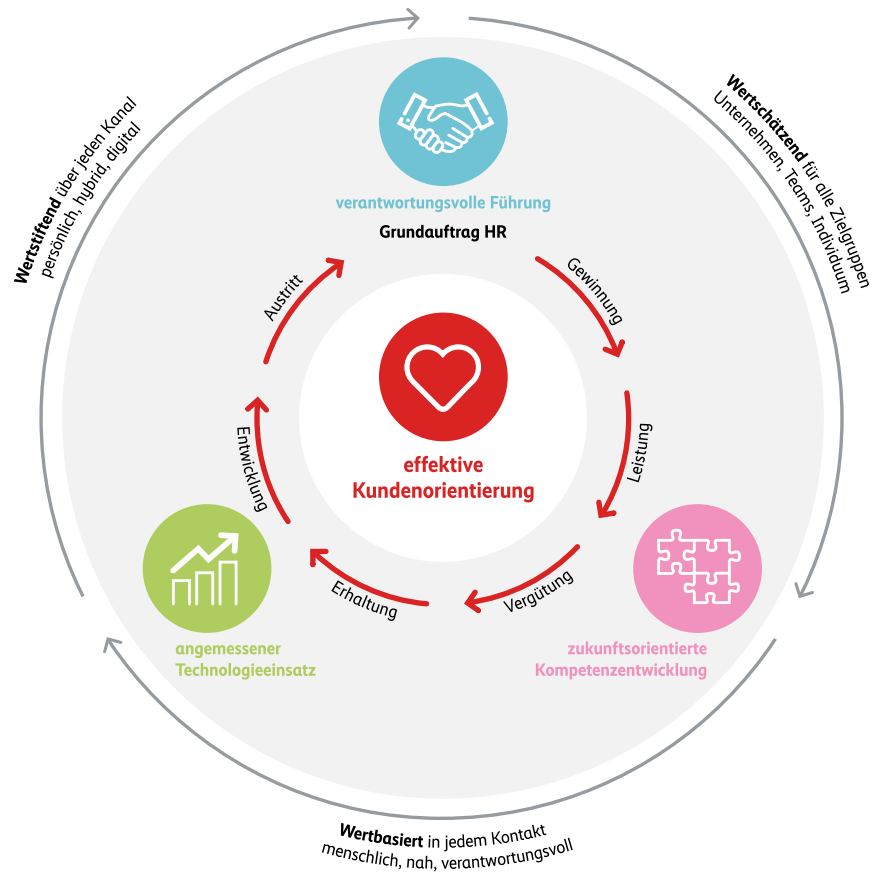 Wertstiftend über jeden Kanal
persönlich, hybrid, digital
Wertschätzend für alle Zielgruppen
Unternehmen, Teams, Individuum
verantwortungsvolle Führung
Grundauftrag HR
Gewinnung
Leistung
Vergütung
Erhaltung
Entwicklung
Austritt
effektive
Kundenorientierung
angemessener
Technologieeinsatz
zukunftsorientierte
Kompetenzentwicklung
Wertbasiert in jedem Kontakt
menschlich, nah, verantwortungsvoll